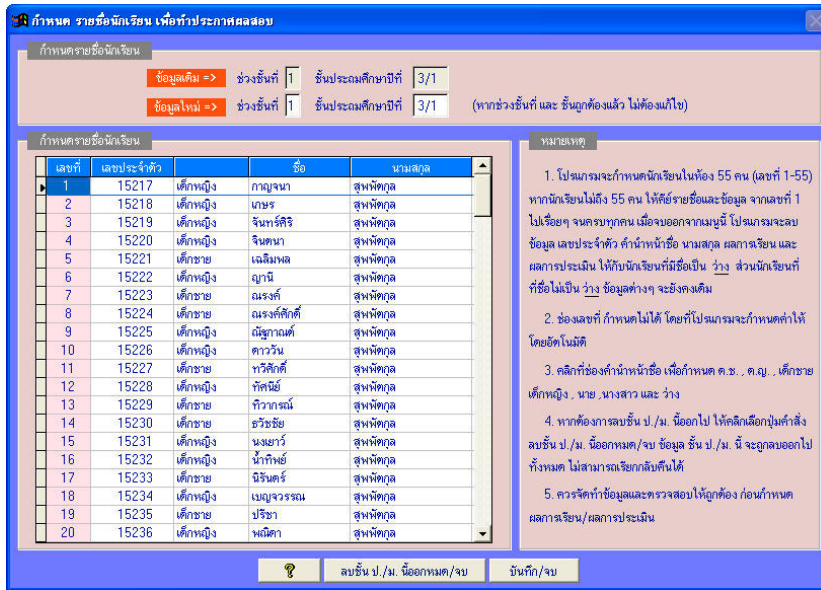 กำหนด รายชื่อนักเรียน เพื่อทำประกาศผลสอบ
กำหนดรายชื่อนักเรียน
ข้อมูลเดิม => ช่วงชั้นที่ 1 ชั้นประถมศึกษาปีที่ 3/1
ข้อมูลใหม่ => ช่วงชั้นที่ 1 ชั้นประถมศึกษาปีที่ 3/1 (หากช่วงชั้นที่ และ ชั้นถูกต้องแล้ว ไม่ต้องแก้ไข)
กำหนดรายชื่อนักเรียน
เลขที่ เลขประจำตัว ชื่อ นามสกุล
1 15217 เด็กหญิง กาญจนา สุพพัตกุล
2 15218 เด็กหญิง เกษร สุพพัตกุล
3 15219 เด็กหญิง จันทร์ศิริ สุพพัตกุล
4 15220 เด็กหญิง จินตนา สุพพัตกุล
5 15221 เด็กชาย เฉลิมพล สุพพัตกุล
6 15222 เด็กหญิง ญานี สุพพัตกุล
7 15223 เด็กชาย ณรงค์ สุพพัตกุล
8 15224 เด็กชาย ณรงค์ศักดิ์ สุพพัตกุล
9 15225 เด็กหญิง ณัฐกาณต์ สุพพัตกุล
10 15226 เด็กหญิง ดาววัน สุพพัตกุล
11 15227 เด็กชาย ทวีศักดิ์ สุพพัตกุล
12 15228 เด็กหญิง ทัศนีย์ สุพพัตกุล
13 15229 เด็กชาย ทิวากรณ์ สุพพัตกุล
14 15230 เด็กชาย ธวัชชัย สุพพัตกุล
15 15231 เด็กหญิง นงเยาว์ สุพพัตกุล
16 15232 เด็กหญิง น้ำทิพย์ สุพพัตกุล
17 15233 เด็กชาย นิรันดร์ สุพพัตกุล
18 15234 เด็กหญิง เบญจวรรณ สุพพัตกุล
19 15235 เด็กชาย ปรีชา สุพพัตกุล
20 15236 เด็กหญิง พณิดา สุพพัตกุล
หมายเหตุ
1. โปรแกรมจะกำหนดนักเรียนในห้อง 55 คน (เลขที่ 1-55)
หากนักเรียนไม่ถึง 55 คน ให้คีย์รายชื่อและข้อมูล จากเลขที่ 1
ไปเรื่อยๆ จนครบทุกคน เมื่อจบออกจากเมนูนี้ โปรแกรมจะลบ
ข้อมูล เลขประจำตัว คำนำหน้าชื่อ นามสกุล ผลการเรียน และ
ผลการประเมิน ให้กับนักเรียนที่มีชื่อเป็น ว่าง ส่วนนักเรียนที่
ที่ชื่อไม่เป็น ว่าง ข้อมูลต่างๆ จะยังคงเดิม
2. ช่องเลขที่ กำหนดไม่ได้ โดยที่โปรแกรมจะกำหนดค่าให้
โดยอัตโนมัติ
3. คลิกที่ช่องคำนำหน้าชื่อ เพื่อกำหนด ด.ช. , ด.ญ. , เด็กชาย
เด็กหญิง , นาย ,นางสาว และ ว่าง
4. หากต้องการลบชั้น ป./ม. นี้ออกไป ให้คลิกเลือกปุ่มคำสั่ง
ลบชั้น ป./ม. นี้ออกหมด/จบ ข้อมูล ชั้น ป./ม. นี้ จะถูกลบออกไป
ทั้งหมด ไม่สามารถเรียกกลับคืนได้
5. ควรจัดทำข้อมูลและตรวจสอบให้ถูกต้อง ก่อนกำหนด
ผลการเรียน/ผลการประเมิน
? ลบชั้น ป./ม. นี้ออกหมด/จบ บันทึก/จบ